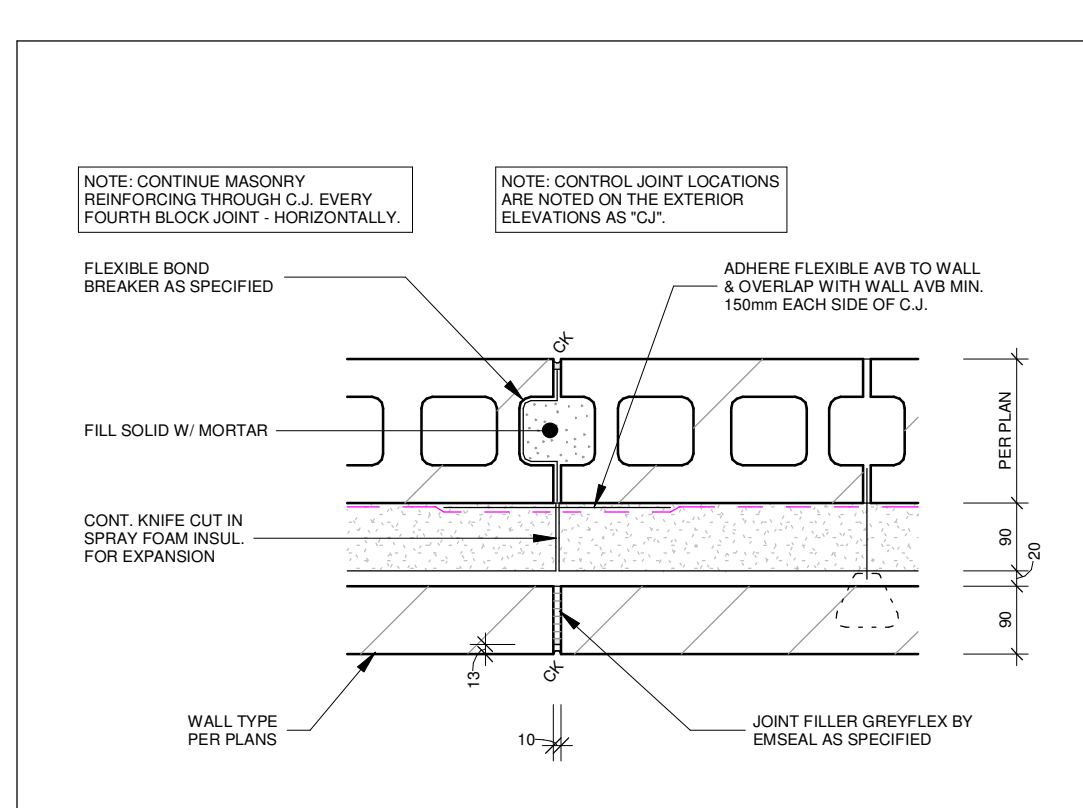 NOTE: CONTINUE MASONRY
REINFORCING THROUGH C.J. EVERY
FOURTH BLOCK JOINT - HORIZONTALLY.
NOTE: CONTROL JOINT LOCATIONS
ARE NOTED ON THE EXTERIOR
ELEVATIONS AS "CJ".
FLEXIBLE BOND
BREAKER AS SPECIFIED
ADHERE FLEXIBLE AVB TO WALL
& OVERLAP WITH WALL AVB MIN.
150mm EACH SIDE OF C.J.
CK
FILL SOLID W/ MORTAR
PER PLAN
CONT. KNIFE CUT IN
SPRAY FOAM INSUL.
FOR EXPANSION
90
20
90
13
CK
WALL TYPE
PER PLANS
10
JOINT FILLER GREYFLEX BY
EMSEAL AS SPECIFIED